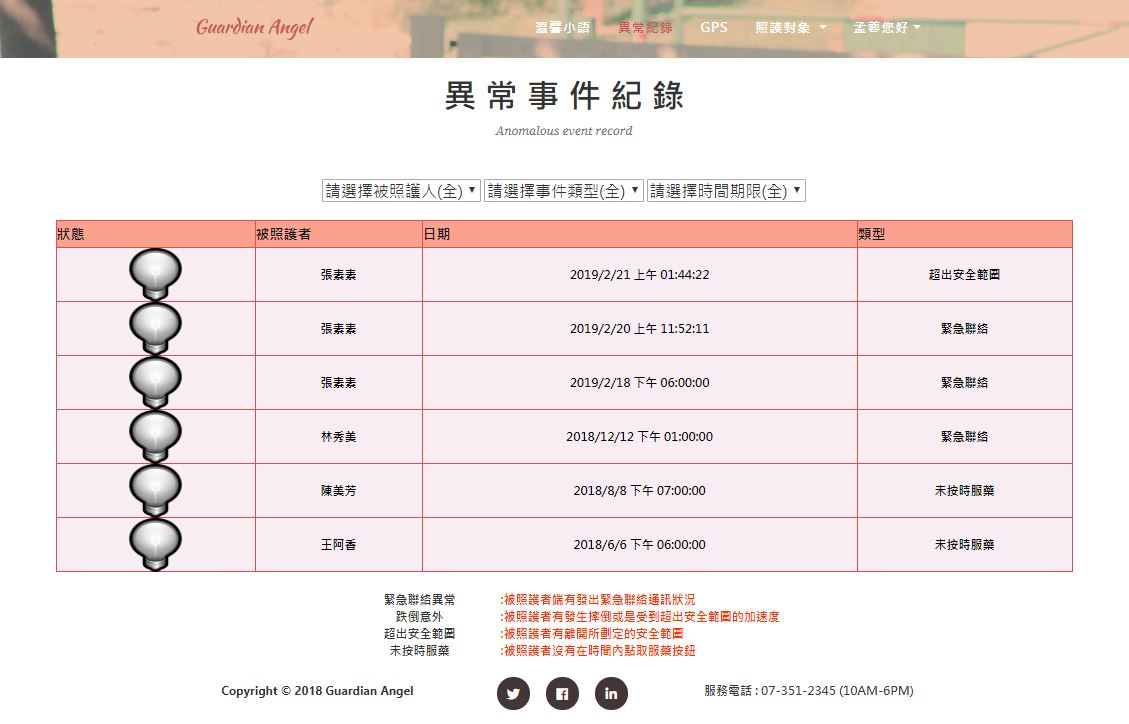 Guardian Angel 溫馨小語 異常紀錄 GPS 照護對象 孟蓉您好
異常事件紀錄
Anomalous event record
請選擇被照護人(全) 請選擇事件類型(全) 請選擇時間期限(全)
狀態 被照護者 日期 類型
張素素 2019/2/21 上午 01:44:22 超出安全範圍
張素素 2019/2/20 上午 11:52:11 緊急聯絡
張素素 2019/2/18 下午 06:00:00 緊急聯絡
林秀美 2018/12/12 下午 01:00:00 緊急聯絡
陳美芳 2018/8/8 下午 07:00:00 未按時服藥
王阿香 2018/6/6 下午 06:00:00 未按時服藥
緊急聯絡異常 :被照護者端有發出緊急聯絡通訊狀況
跌倒意外 :被照護者有發生摔倒或是受到超出安全範圍的加速度
超出安全範圍 :被照護者有離開所劃定的安全範圍
未按時服藥 :被照護者沒有在時間內點取服藥按鈕
Copyright © 2018 Guardian Angel 服務電話 : 07-351-2345 (10AM-6PM)